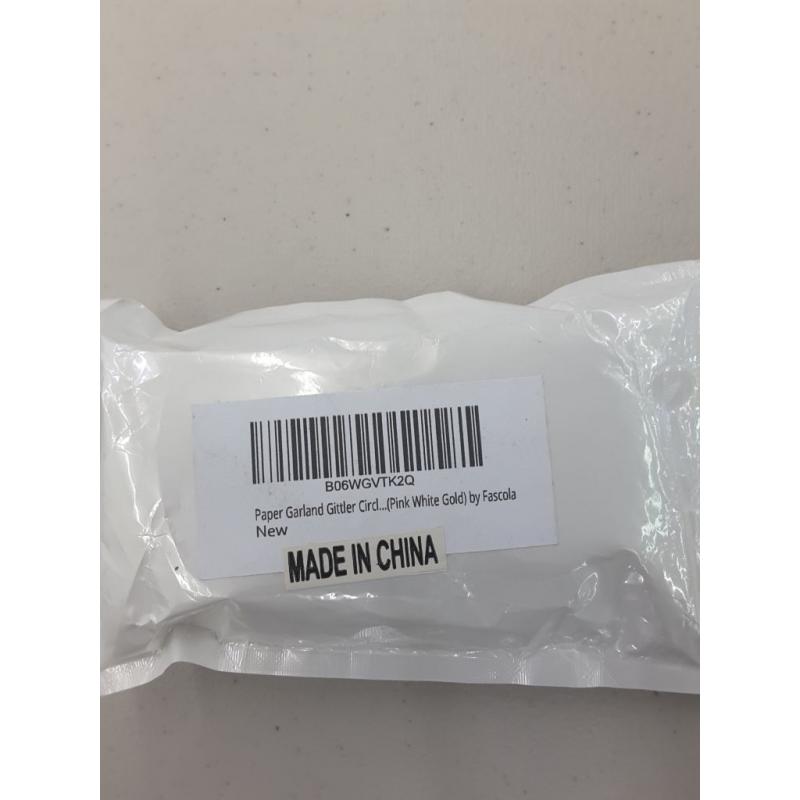 B06WGVTK2Q
Paper Garland Gittler Circl...(Pink White Gold) by Fascola
New
MADE IN CHINA